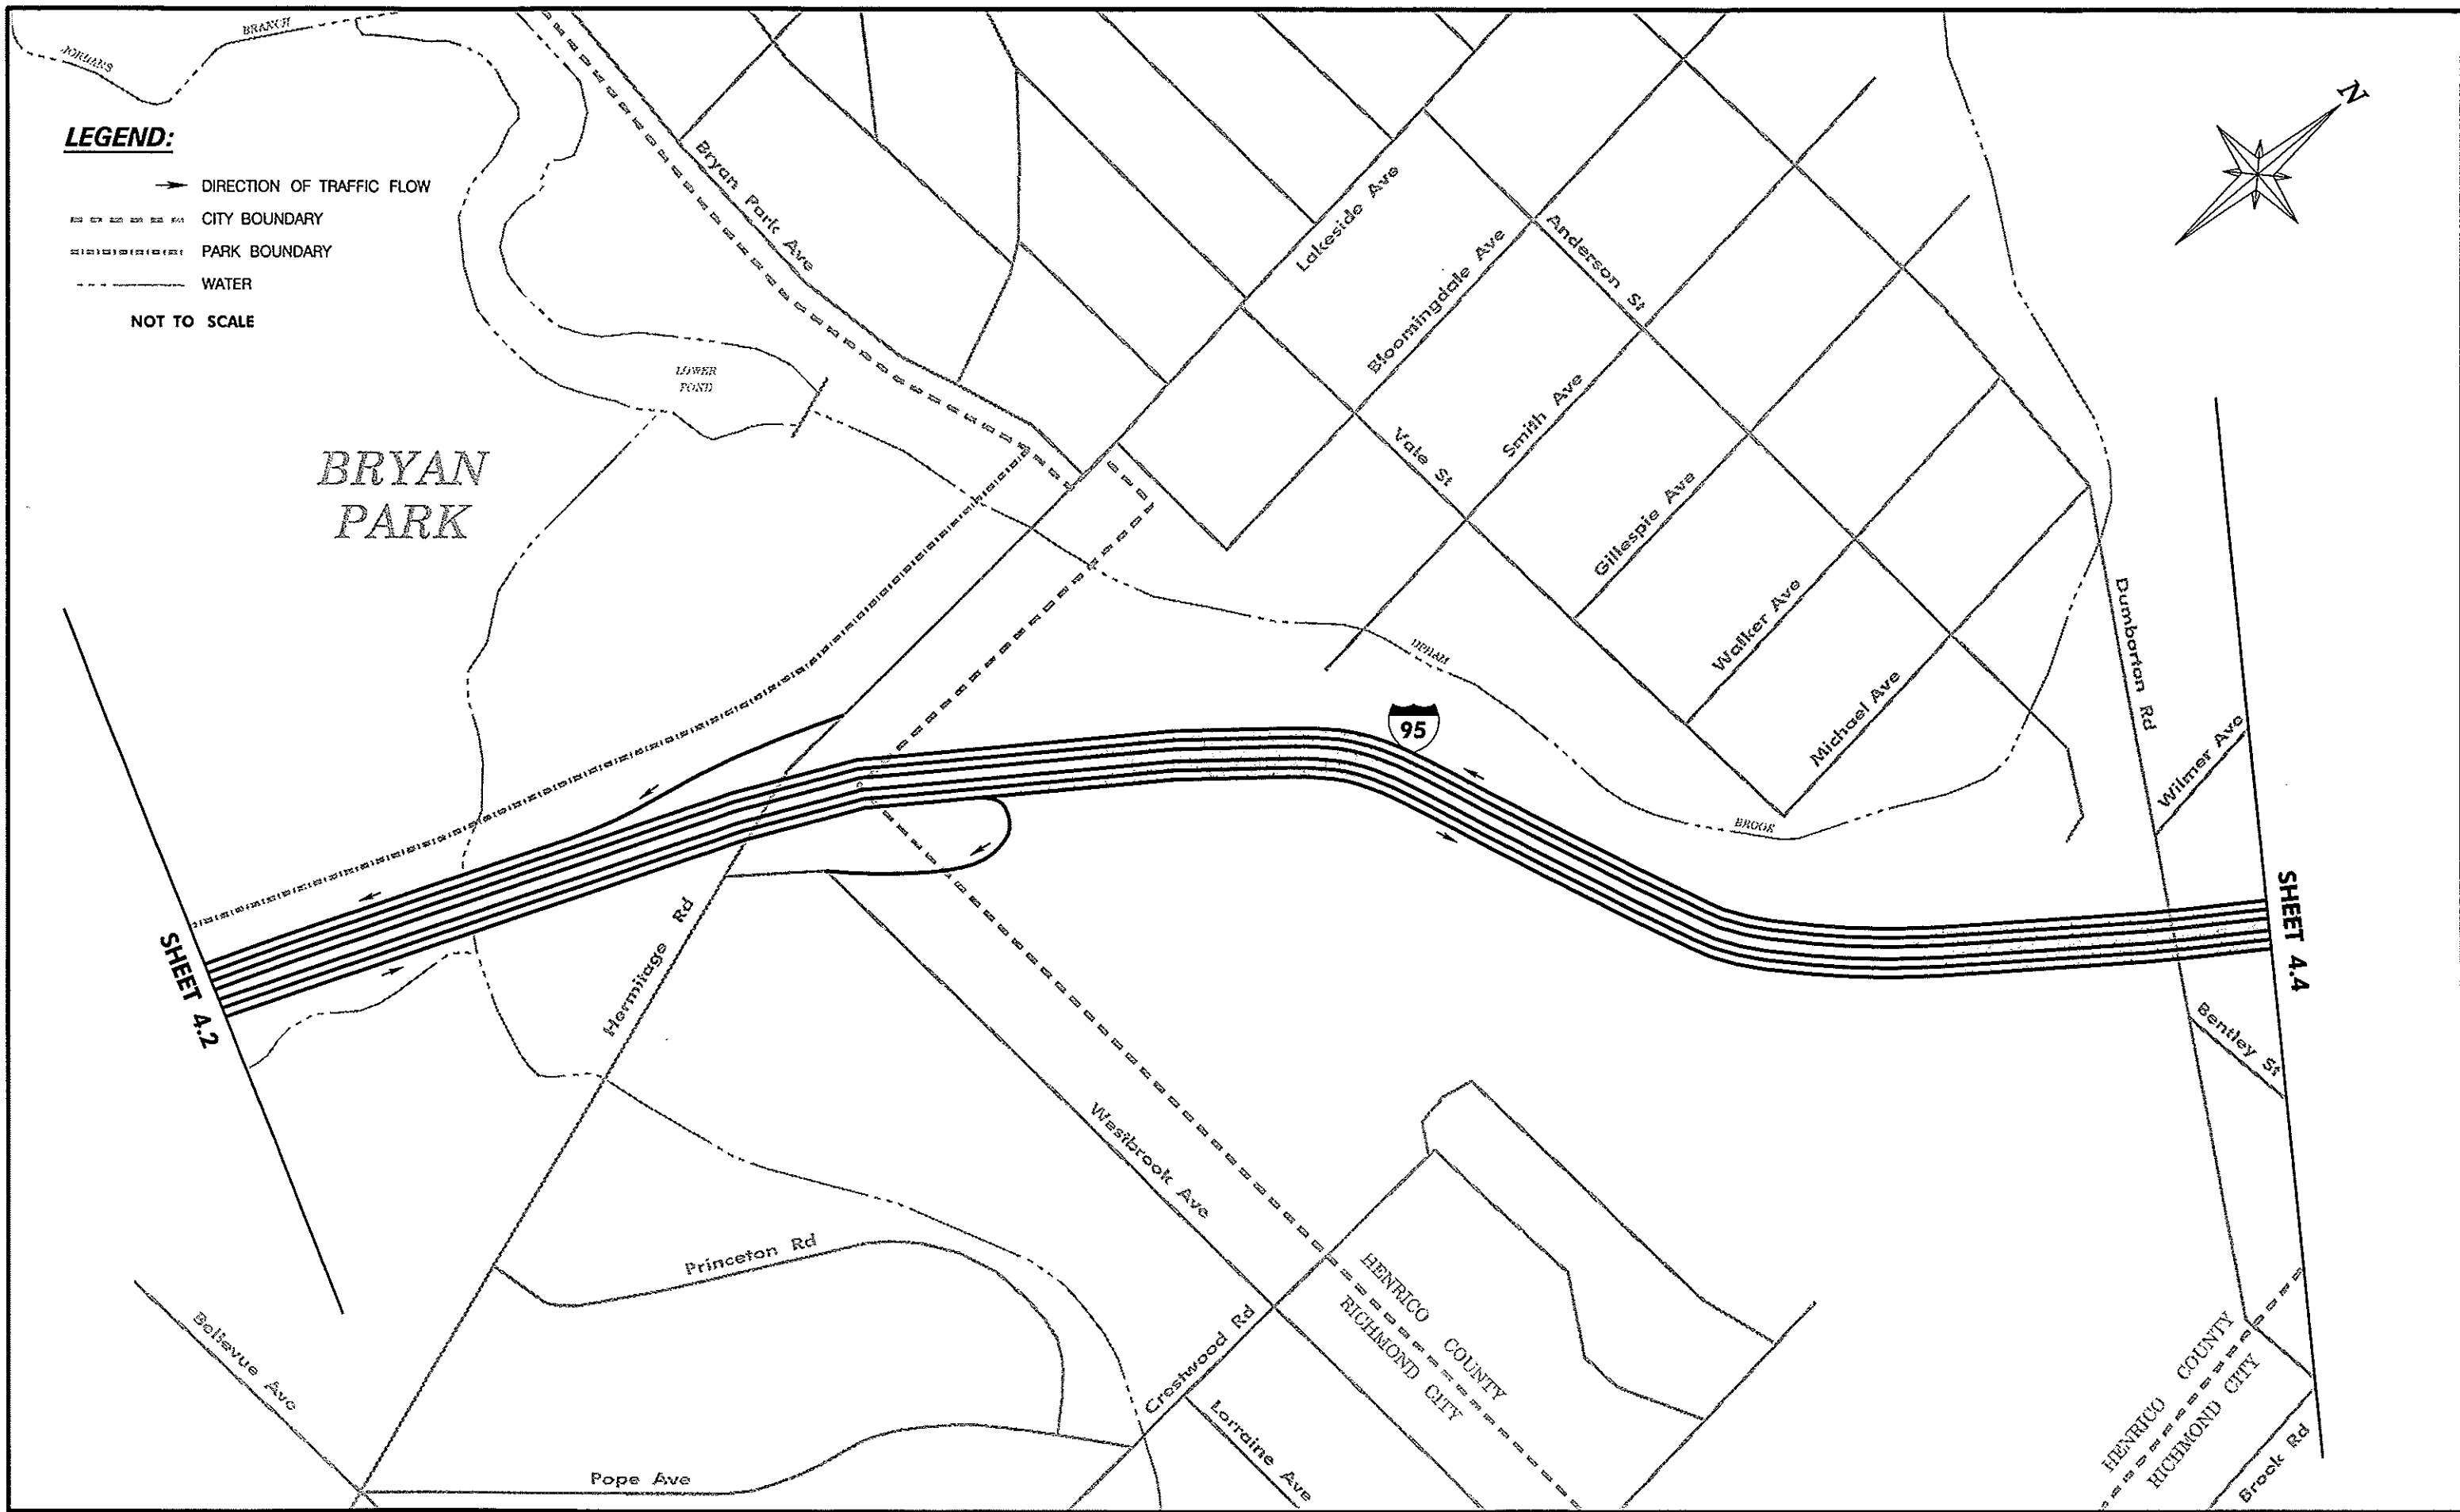 JORDANS
BRANCH
N
LEGEND:
DIRECTION OF TRAFFIC FLOW
CITY BOUNDARY
PARK BOUNDARY
WATER
NOT TO SCALE
Bryan Park Ave
Lakeside Ave
Bloomingdale Ave
Anderson St
LOWER
POND
BRYAN
PARK
Vale St
Smith Ave
Gillespie Ave
Walker Ave
Michael Ave
Dumbarton Rd
Wilmer Ave
UPHAM
BROOK
95
SHEET 4.2
SHEET 4.4
Hermitage Rd
Bentley St
Westbrook Ave
Princeton Rd
Bellevue Ave
Crestwood Rd
HENRICO COUNTY
RICHMOND CITY
Lorraine Ave
Pope Ave
HENRICO COUNTY
RICHMOND CITY
Brook Rd